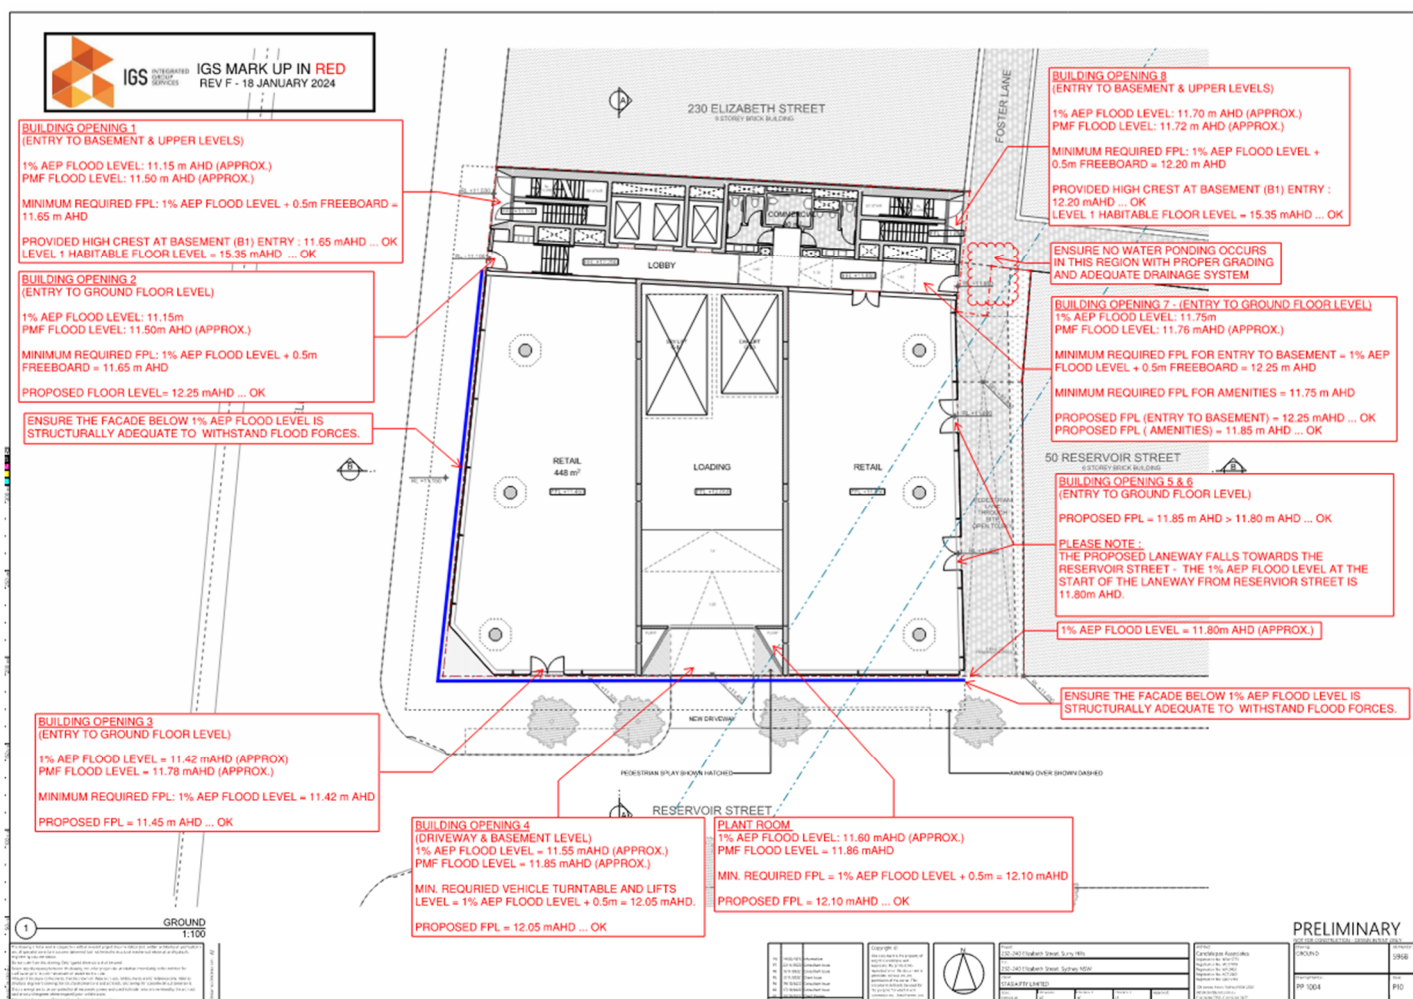 IGS INTEGRATED GROUP SERVICES
IGS MARK UP IN RED
REV F - 18 JANUARY 2024
BUILDING OPENING 1
(ENTRY TO BASEMENT & UPPER LEVELS)
1% AEP FLOOD LEVEL: 11.15 m AHD (APPROX.)
PMF FLOOD LEVEL: 11.50 m AHD (APPROX.)
MINIMUM REQUIRED FPL: 1% AEP FLOOD LEVEL + 0.5m FREEBOARD =
11.65 m AHD
PROVIDED HIGH CREST AT BASEMENT (B1) ENTRY : 11.65 mAHD ... OK
LEVEL 1 HABITABLE FLOOR LEVEL = 15.35 mAHD ... OK
BUILDING OPENING 2
(ENTRY TO GROUND FLOOR LEVEL)
1% AEP FLOOD LEVEL: 11.15m
PMF FLOOD LEVEL: 11.50m AHD (APPROX.)
MINIMUM REQUIRED FPL: 1% AEP FLOOD LEVEL + 0.5m
FREEBOARD = 11.65 m AHD
PROPOSED FLOOR LEVEL= 12.25 mAHD ... OK
ENSURE THE FACADE BELOW 1% AEP FLOOD LEVEL IS
STRUCTURALLY ADEQUATE TO WITHSTAND FLOOD FORCES.
BUILDING OPENING 3
(ENTRY TO GROUND FLOOR LEVEL)
1% AEP FLOOD LEVEL = 11.42 mAHD (APPROX)
PMF FLOOD LEVEL = 11.78 mAHD (APPROX.)
MINIMUM REQUIRED FPL: 1% AEP FLOOD LEVEL = 11.42 m AHD
PROPOSED FPL = 11.45 m AHD ... OK
BUILDING OPENING 4
(DRIVEWAY & BASEMENT LEVEL)
1% AEP FLOOD LEVEL = 11.55 mAHD (APPROX.)
PMF FLOOD LEVEL = 11.85 mAHD (APPROX.)
MIN. REQURIED VEHICLE TURNTABLE AND LIFTS
LEVEL = 1% AEP FLOOD LEVEL + 0.5m = 12.05 mAHD.
PROPOSED FPL = 12.05 mAHD ... OK
PLANT ROOM
1% AEP FLOOD LEVEL: 11.60 mAHD (APPROX.)
PMF FLOOD LEVEL = 11.86 mAHD
MIN. REQUIRED FPL = 1% AEP FLOOD LEVEL + 0.5m = 12.10 mAHD
PROPOSED FPL = 12.10 mAHD ... OK
BUILDING OPENING 8
(ENTRY TO BASEMENT & UPPER LEVELS)
1% AEP FLOOD LEVEL: 11.70 mAHD (APPROX.)
PMF FLOOD LEVEL: 11.72 mAHD (APPROX.)
MINIMUM REQUIRED FPL: 1% AEP FLOOD LEVEL +
0.5m FREEBOARD = 12.20 mAHD
PROVIDED HIGH CREST AT BASEMENT (B1) ENTRY :
12.20 mAHD ... OK
LEVEL 1 HABITABLE FLOOR LEVEL = 15.35 mAHD ... OK
ENSURE NO WATER PONDING OCCURS
IN THIS REGION WITH PROPER GRADING
AND ADEQUATE DRAINAGE SYSTEM
BUILDING OPENING 7 - (ENTRY TO GROUND FLOOR LEVEL)
1% AEP FLOOD LEVEL: 11.75m
PMF FLOOD LEVEL: 11.76 mAHD (APPROX.)
MINIMUM REQUIRED FPL FOR ENTRY TO BASEMENT = 1% AEP
FLOOD LEVEL + 0.5m FREEBOARD = 12.25 mAHD
MINIMUM REQUIRED FPL FOR AMENITIES = 11.75 mAHD
PROPOSED FPL (ENTRY TO BASEMENT) = 12.25 mAHD ... OK
PROPOSED FPL ( AMENITIES) = 11.85 m AHD ... OK
BUILDING OPENING 5 & 6
(ENTRY TO GROUND FLOOR LEVEL)
PROPOSED FPL = 11.85 m AHD > 11.80 mAHD ... OK
PLEASE NOTE :
THE PROPOSED LANEWAY FALLS TOWARDS THE
RESERVOIR STREET - THE 1% AEP FLOOD LEVEL AT THE
START OF THE LANEWAY FROM RESERVIOR STREET IS
11.80m AHD.
1% AEP FLOOD LEVEL = 11.80m AHD (APPROX.)
ENSURE THE FACADE BELOW 1% AEP FLOOD LEVEL IS
STRUCTURALLY ADEQUATE TO WITHSTAND FLOOD FORCES.
230 ELIZABETH STREET
FOSTER LANE
COMMERCIAL
LOBBY
RETAIL
448 m²
LOADING
RETAIL
50 RESERVOIR STREET
6 STOREY BRICK BUILDING
NEW DRIVEWAY
PEDESTRIAN SPLAY SHOWN HATCHED
AWNING OVER SHOWN DASHED
RESERVOIR STREET
A
B
B
A
1
GROUND
1:100
N
PRELIMINARY
GROUND
PP 1004
P10